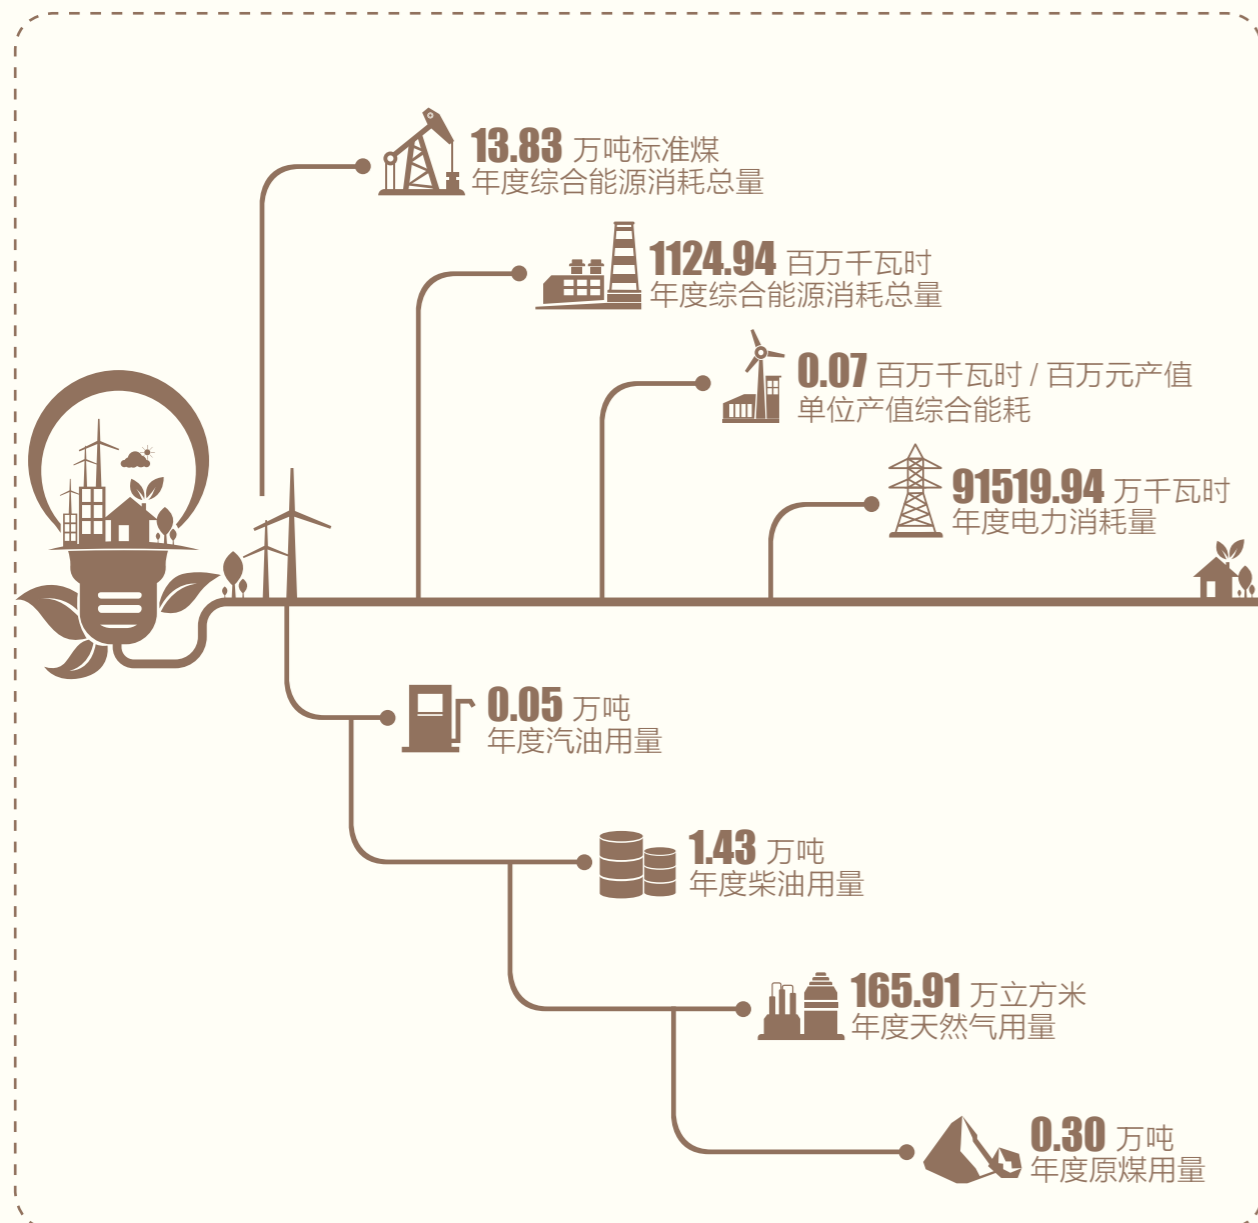 13.83 万吨标准煤
年度综合能源消耗总量
1124.94 百万千瓦时
年度综合能源消耗总量
0.07 百万千瓦时 / 百万元产值
单位产值综合能耗
91519.94 万千瓦时
年度电力消耗量
0.05 万吨
年度汽油用量
1.43 万吨
年度柴油用量
165.91 万立方米
年度天然气用量
0.30 万吨
年度原煤用量